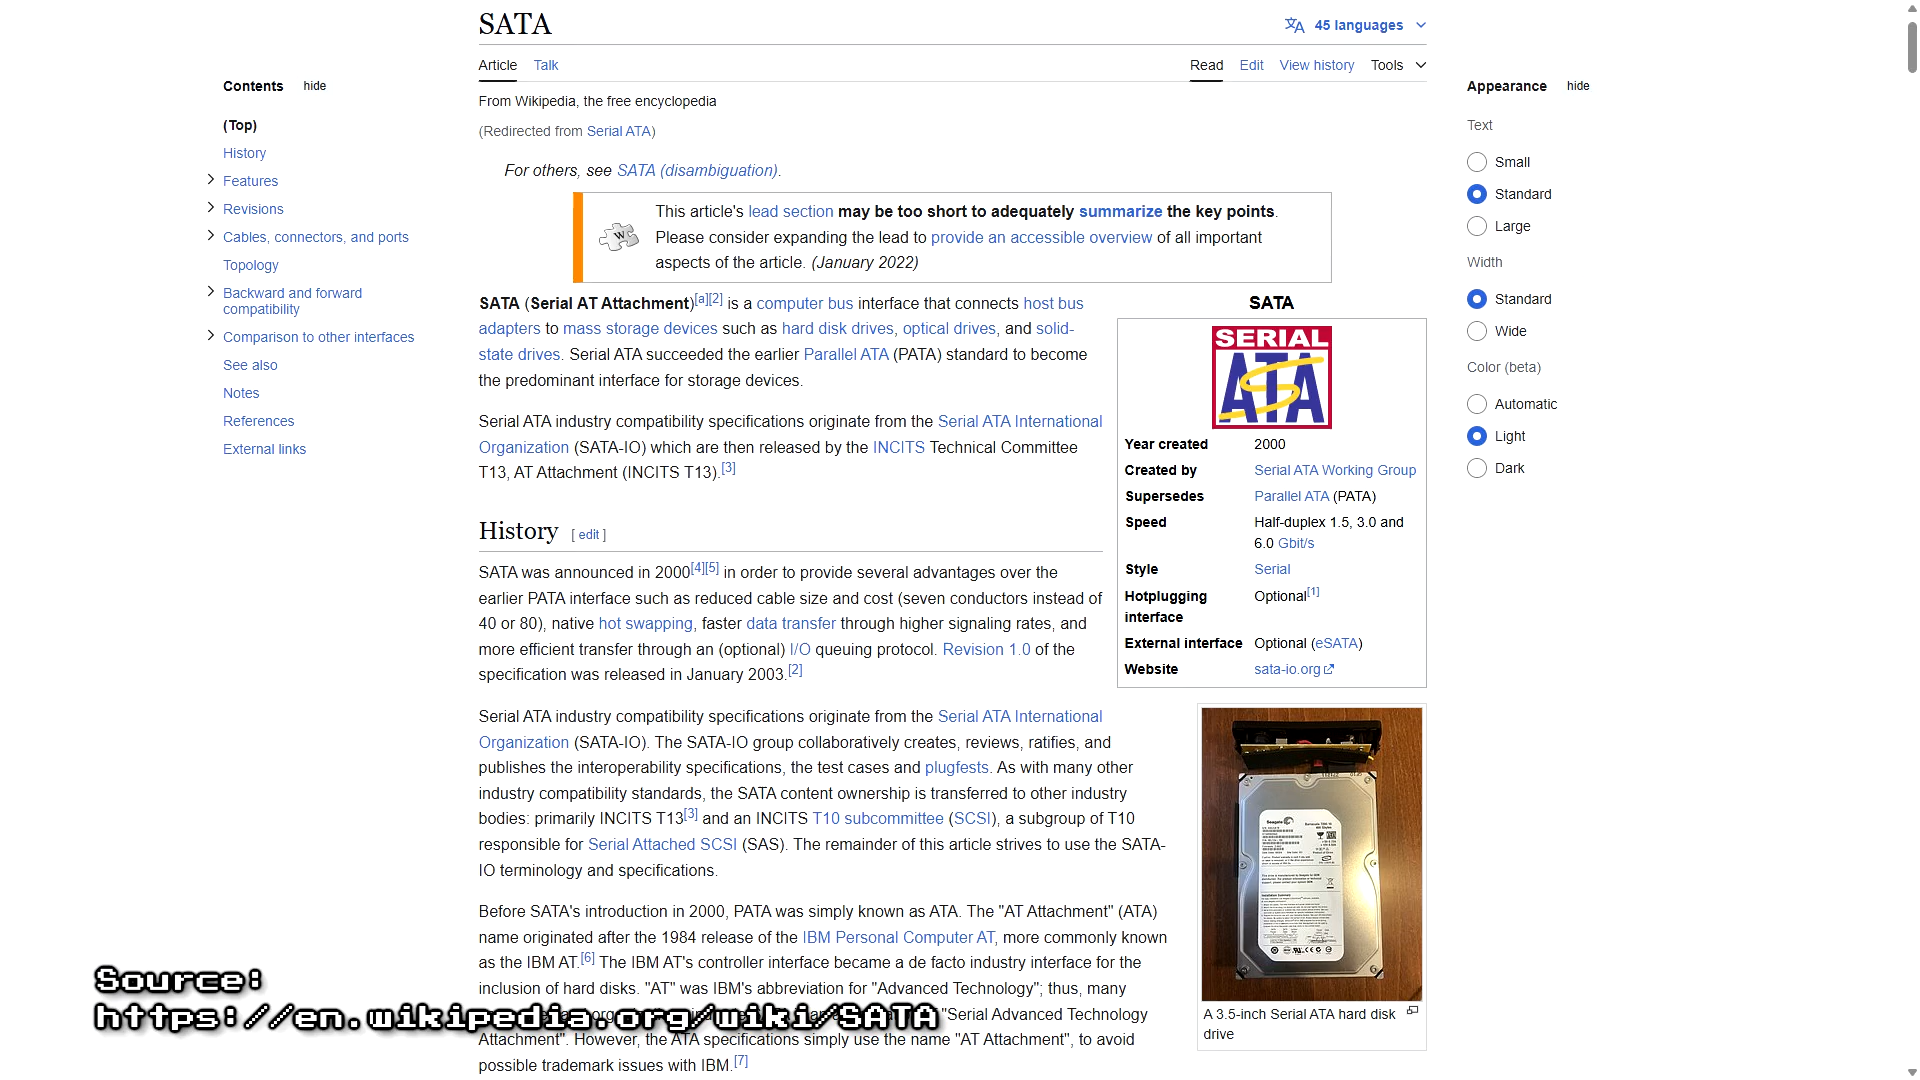 SATA
45 languages
Article
Talk
Read
Edit
View history
Tools
Contents
hide
(Top)
History
Features
Revisions
Cables, connectors, and ports
Topology
Backward and forward
compatibility
Comparison to other interfaces
See also
Notes
References
External links
From Wikipedia, the free encyclopedia
(Redirected from Serial ATA)
For others, see SATA (disambiguation).
This article's lead section may be too short to adequately summarize the key points.
Please consider expanding the lead to provide an accessible overview of all important
aspects of the article. (January 2022)
SATA (Serial AT Attachment)[a][2] is a computer bus interface that connects host bus
adapters to mass storage devices such as hard disk drives, optical drives, and solid-
state drives. Serial ATA succeeded the earlier Parallel ATA (PATA) standard to become
the predominant interface for storage devices.
Serial ATA industry compatibility specifications originate from the Serial ATA International
Organization (SATA-IO) which are then released by the INCITS Technical Committee
T13, AT Attachment (INCITS T13).[3]
History [ edit ]
SATA was announced in 2000[4][5] in order to provide several advantages over the
earlier PATA interface such as reduced cable size and cost (seven conductors instead of
40 or 80), native hot swapping, faster data transfer through higher signaling rates, and
more efficient transfer through an (optional) I/O queuing protocol. Revision 1.0 of the
specification was released in January 2003.[2]
Serial ATA industry compatibility specifications originate from the Serial ATA International
Organization (SATA-IO). The SATA-IO group collaboratively creates, reviews, ratifies, and
publishes the interoperability specifications, the test cases and plugfests. As with many other
industry compatibility standards, the SATA content ownership is transferred to other industry
bodies: primarily INCITS T13[3] and an INCITS T10 subcommittee (SCSI), a subgroup of T10
responsible for Serial Attached SCSI (SAS). The remainder of this article strives to use the SATA-
IO terminology and specifications.
Before SATA's introduction in 2000, PATA was simply known as ATA. The "AT Attachment" (ATA)
name originated after the 1984 release of the IBM Personal Computer AT, more commonly known
as the IBM AT.[6] The IBM AT's controller interface became a de facto industry interface for the
inclusion of hard disks. "AT" was IBM's abbreviation for "Advanced Technology"; thus, many
"Serial Advanced Technology
Attachment". However, the ATA specifications simply use the name "AT Attachment", to avoid
possible trademark issues with IBM.[7]
SATA
SERIAL
ATA
Year created 2000
Created by Serial ATA Working Group
Supersedes Parallel ATA (PATA)
Speed Half-duplex 1.5, 3.0 and
6.0 Gbit/s
Style Serial
Hotplugging Optional[1]
interface
External interface Optional (eSATA)
Website sata-io.org
Seagate
A 3.5-inch Serial ATA hard disk
drive
Appearance
hide
Text
Small
Standard
Large
Width
Standard
Wide
Color (beta)
Automatic
Light
Dark
Source:
https://en.wikipedia.org/wiki/SATA